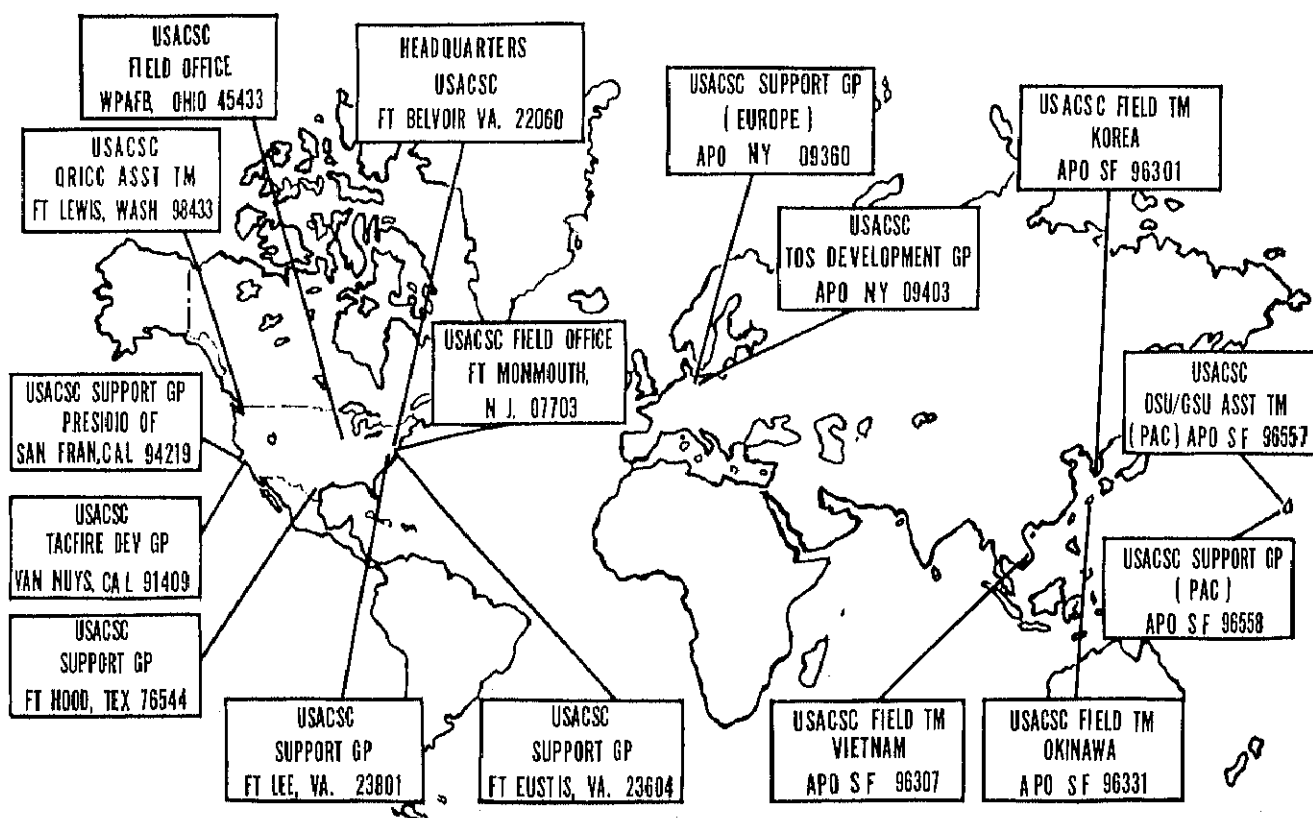 USACSC
FIELD OFFICE
WPAFB, OHIO 45433
HEADQUARTERS
USACSC
FT BELVOIR VA. 22060
USACSC SUPPORT GP
(EUROPE)
APO NY 09360
USACSC FIELD TM
KOREA
APO SF 96301
USACSC
QRICC ASST TM
FT LEWIS, WASH 98433
USACSC
TOS DEVELOPMENT GP
APO NY 09403
USACSC FIELD OFFICE
FT MONMOUTH,
N J. 07703
USACSC
DSU/GSU ASST TM
(PAC) APO SF 96557
USACSC SUPPORT GP
PRESIDIO OF
SAN FRAN, CAL 94219
USACSC
TACFIRE DEV GP
VAN NUYS, CAL 91409
USACSC SUPPORT GP
(PAC)
APO SF 96558
USACSC
SUPPORT GP
FT HOOD, TEX 76544
USACSC
SUPPORT GP
FT LEE, VA. 23801
USACSC
SUPPORT GP
FT EUSTIS, VA. 23604
USACSC FIELD TM
VIETNAM
APO SF 96307
USACSC FIELD TM
OKINAWA
APO SF 96331